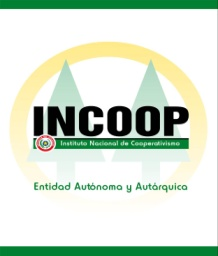 INCOOP
Instituto Nacional de Cooperativismo
Entidad Autónoma y Autárquica